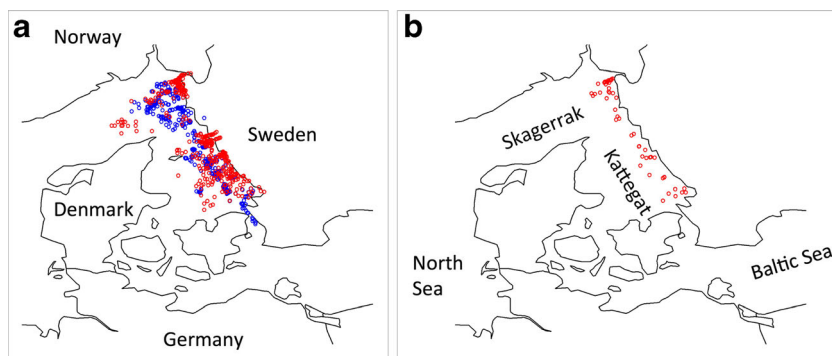 a
Norway
Sweden
Denmark
Germany
b
Skagerrak
Kattegat
North
Sea
Baltic Sea